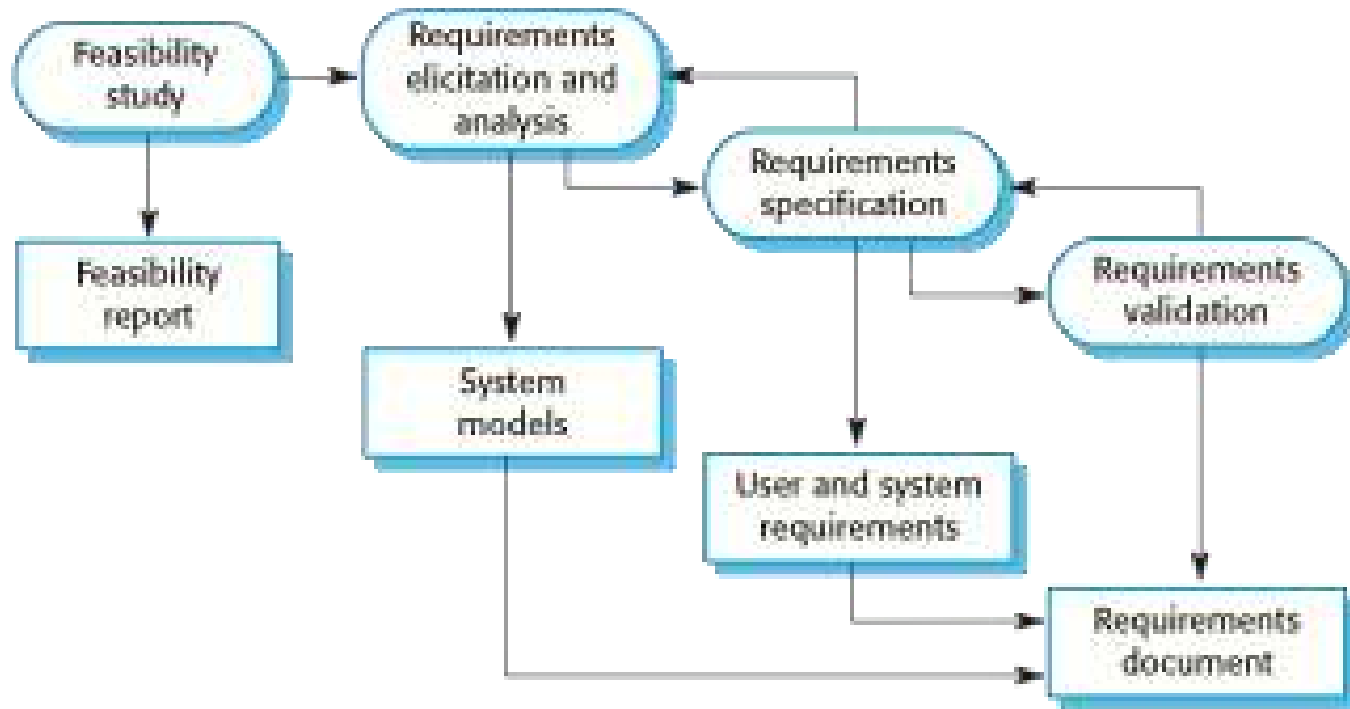 Feasibility
study
Requirements
elicitation and
analysis
Requirements
specification
Requirements
validation
Feasibility
report
System
models
User and system
requirements
Requirements
document